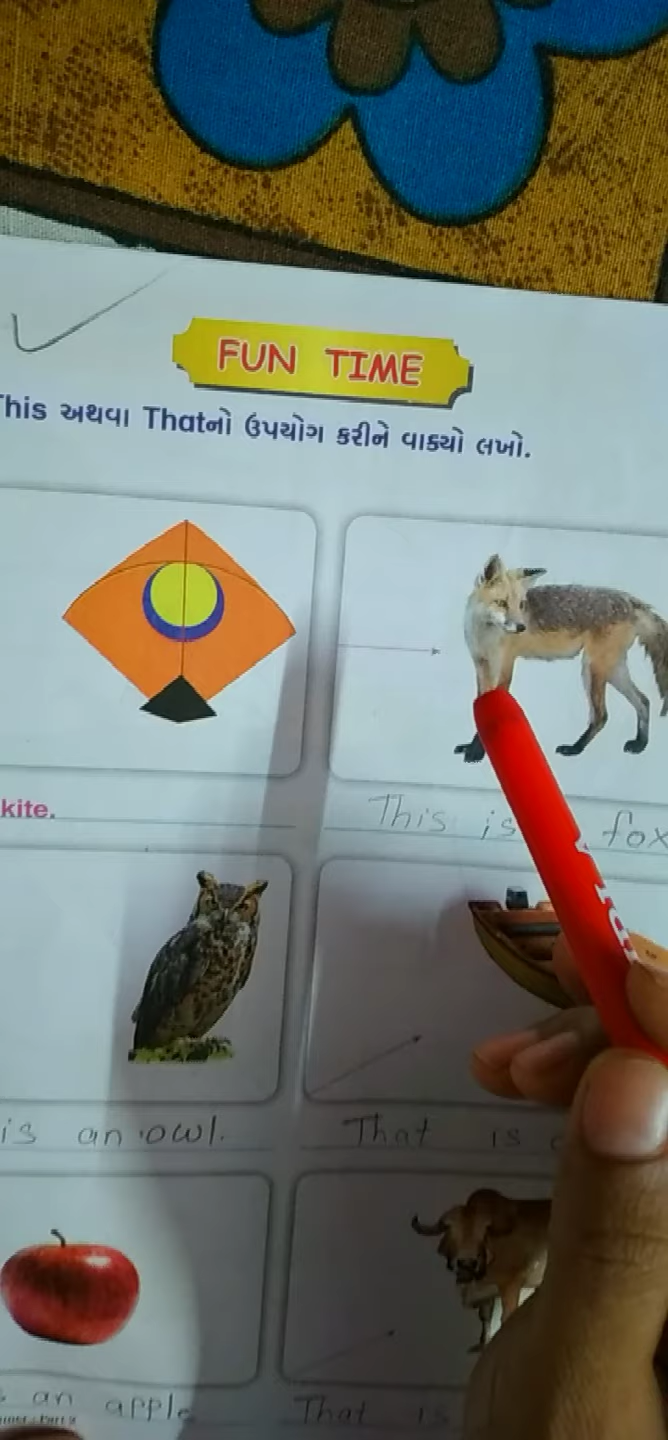 FUN TIME
This અથવા Thatનો ઉપયોગ કરીને વાક્યો લખો.
kite.
This is fox
is an owl.
That is
an apple
That is